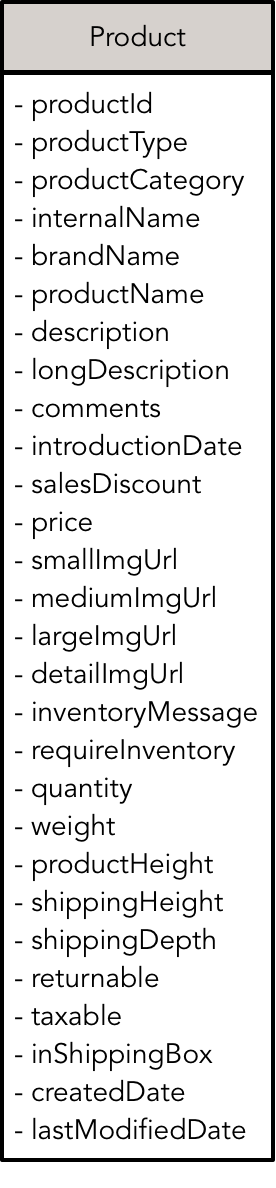 Product
- productId
- productType
- productCategory
- internalName
- brandName
- productName
- description
- longDescription
- comments
- introductionDate
- salesDiscount
- price
- smallImgUrl
- mediumImgUrl
- largeImgUrl
- detailImgUrl
- inventoryMessage
- requireInventory
- quantity
- weight
- productHeight
- shippingHeight
- shippingDepth
- returnable
- taxable
- inShippingBox
- createdDate
- lastModifiedDate